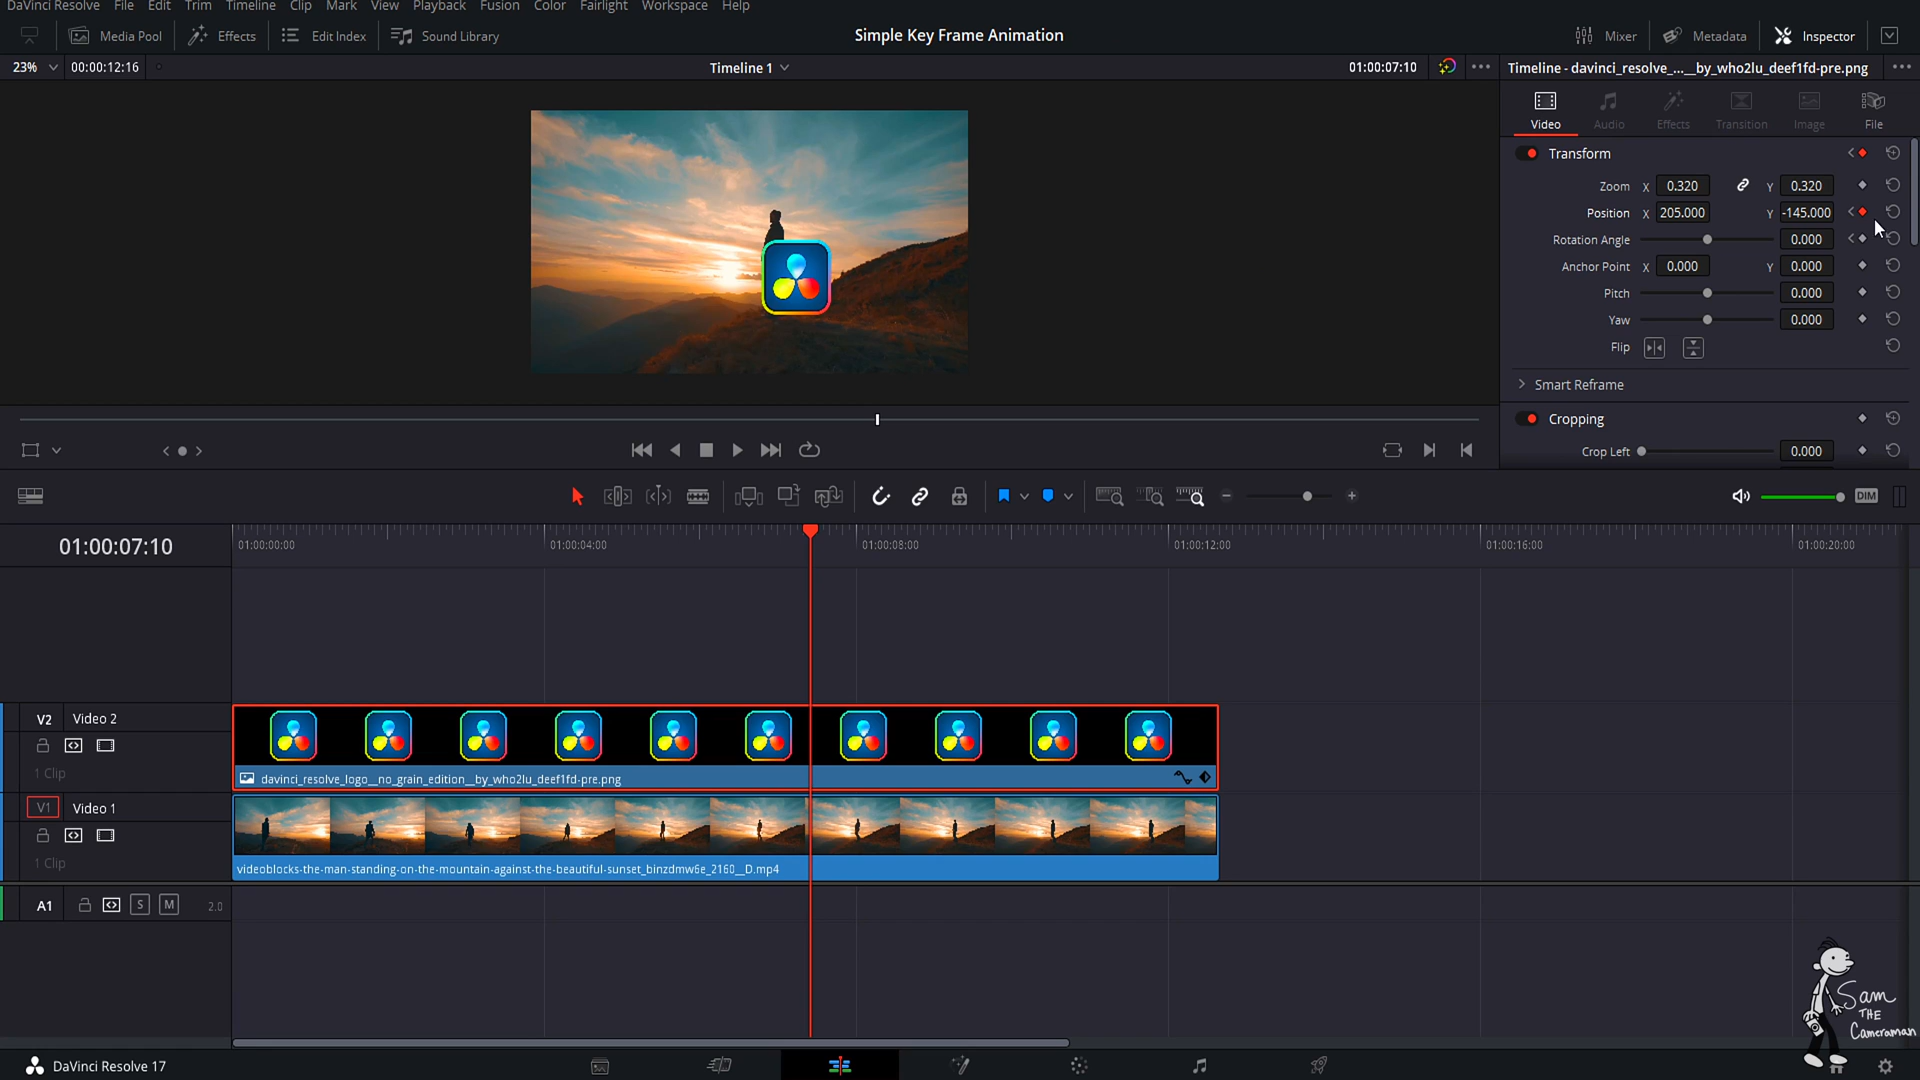 DaVinci Resolve File Edit Trim Timeline Clip Mark View Playback Fusion Color Fairlight Workspace Help
Media Pool Effects Edit Index Sound Library Simple Key Frame Animation Mixer Metadata Inspector
23% 00:00:12:16 Timeline 1 01:00:07:10 Timeline - davinci_resolve_...__by_who2lu_deef1fd-pre.png
Video Audio Effects Transition Image File
Transform
Zoom X 0.320 Y 0.320
Position X 205.000 Y -145.000
Rotation Angle 0.000
Anchor Point X 0.000 Y 0.000
Pitch 0.000
Yaw 0.000
Flip
Smart Reframe
Cropping
Crop Left 0.000
DIM
01:00:07:10 01:00:00:00 01:00:04:00 01:00:08:00 01:00:12:00 01:00:16:00 01:00:20:00
V2 Video 2
1 Clip
davinci_resolve_logo__no_grain_edition__by_who2lu_deef1fd-pre.png
V1 Video 1
1 Clip
videoblocks-the-man-standing-on-the-mountain-against-the-beautiful-sunset_binzdmw6e_2160__D.mp4
A1 S M 2.0
Sam
THE
Cameraman
DaVinci Resolve 17